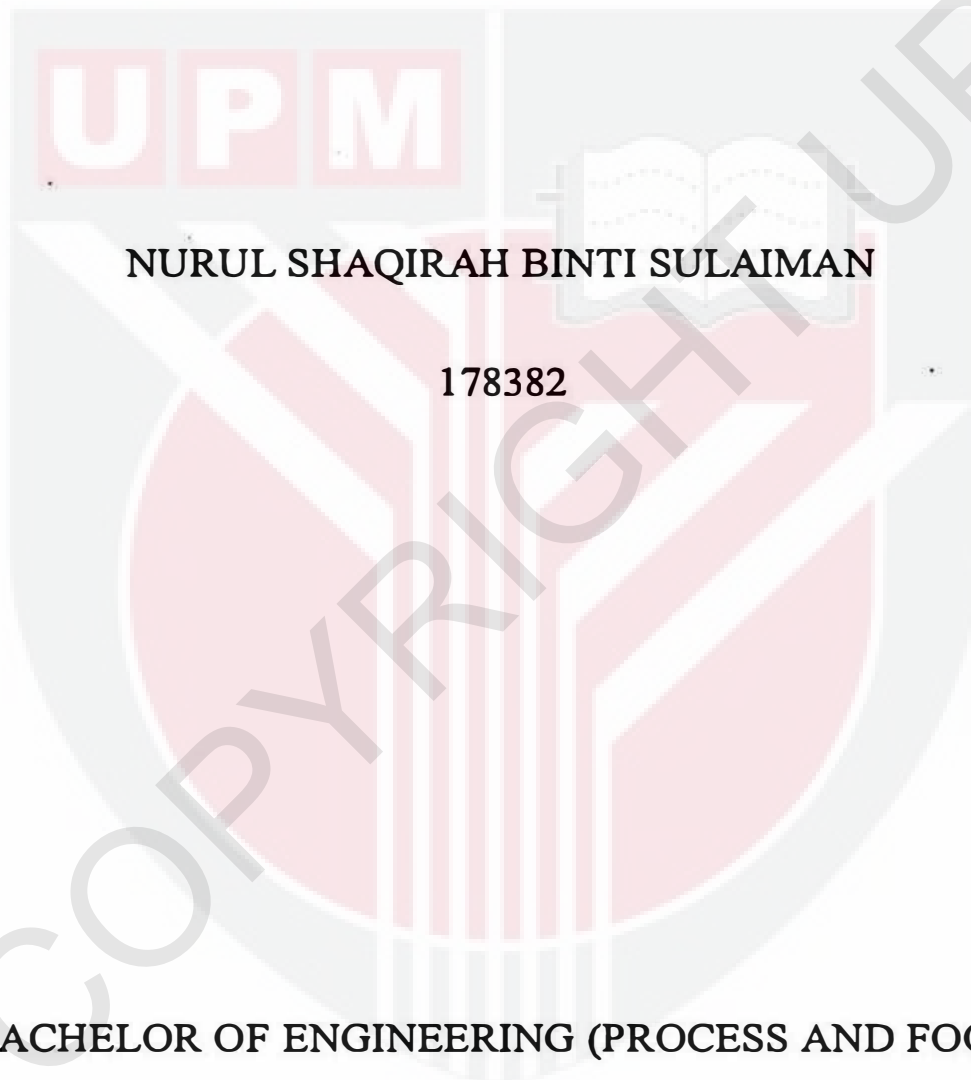 UPM
NURUL SHAQIRAH BINTI SULAIMAN
178382
COPYRIGHT
ACHELOR OF ENGINEERING (PROCESS AND FOO